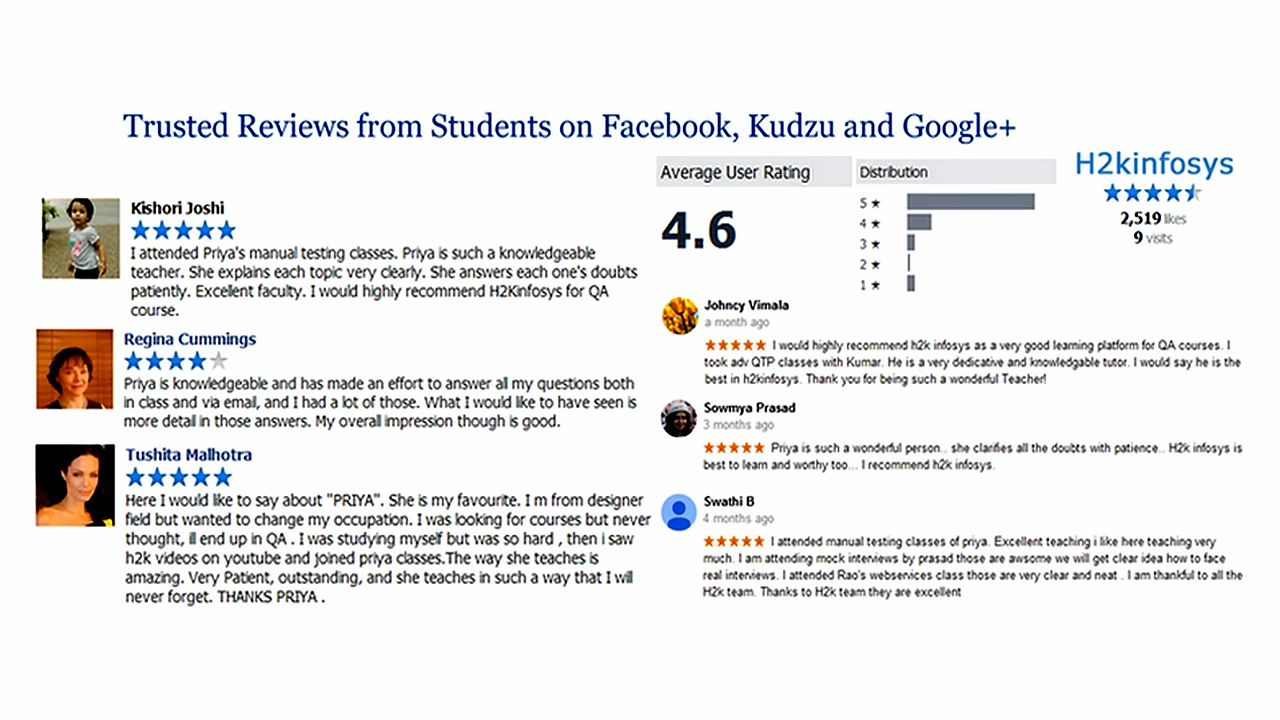 Trusted Reviews from Students on Facebook, Kudzu and Google+
Kishori Joshi
I attended Priya's manual testing classes. Priya is such a knowledgeable
teacher. She explains each topic very clearly. She answers each one's doubts
patiently. Excellent faculty. I would highly recommend H2Kinfosys for QA
course.
Regina Cummings
Priya is knowledgeable and has made an effort to answer all my questions both
in class and via email, and I had a lot of those. What I would like to have seen is
more detail in those answers. My overall impression though is good.
Tushita Malhotra
Here I would like to say about "PRIYA". She is my favourite. I m from designer
field but wanted to change my occupation. I was looking for courses but never
thought, ill end up in QA . I was studying myself but was so hard , then i saw
h2k videos on youtube and joined priya classes.The way she teaches is
amazing. Very Patient, outstanding, and she teaches in such a way that I will
never forget. THANKS PRIYA .
Average User Rating
4.6
Distribution
5 ★
4 ★
3 ★
2 ★
1 ★
H2kinfosys
2,519 likes
9 visits
Johncy Vimala
a month ago
★★★★★ I would highly recommend h2k infosys as a very good learning platform for QA courses. I
took adv QTP classes with Kumar. He is a very dedicative and knowledgable tutor. I would say he is the
best in h2kinfosys. Thank you for being such a wonderful Teacher!
Sowmya Prasad
3 months ago
★★★★★ Priya is such a wonderful person.. she clarifies all the doubts with patience.. H2k infosys is
best to learn and worthy too... I recommend h2k infosys.
Swathi B
4 months ago
★★★★★ I attended manual testing classes of priya. Excellent teaching i like here teaching very
much. I am attending mock interviews by prasad those are awsome we will get clear idea how to face
real interviews. I attended Rao's webservices class those are very clear and neat . I am thankful to all the
H2k team. Thanks to H2k team they are excellent